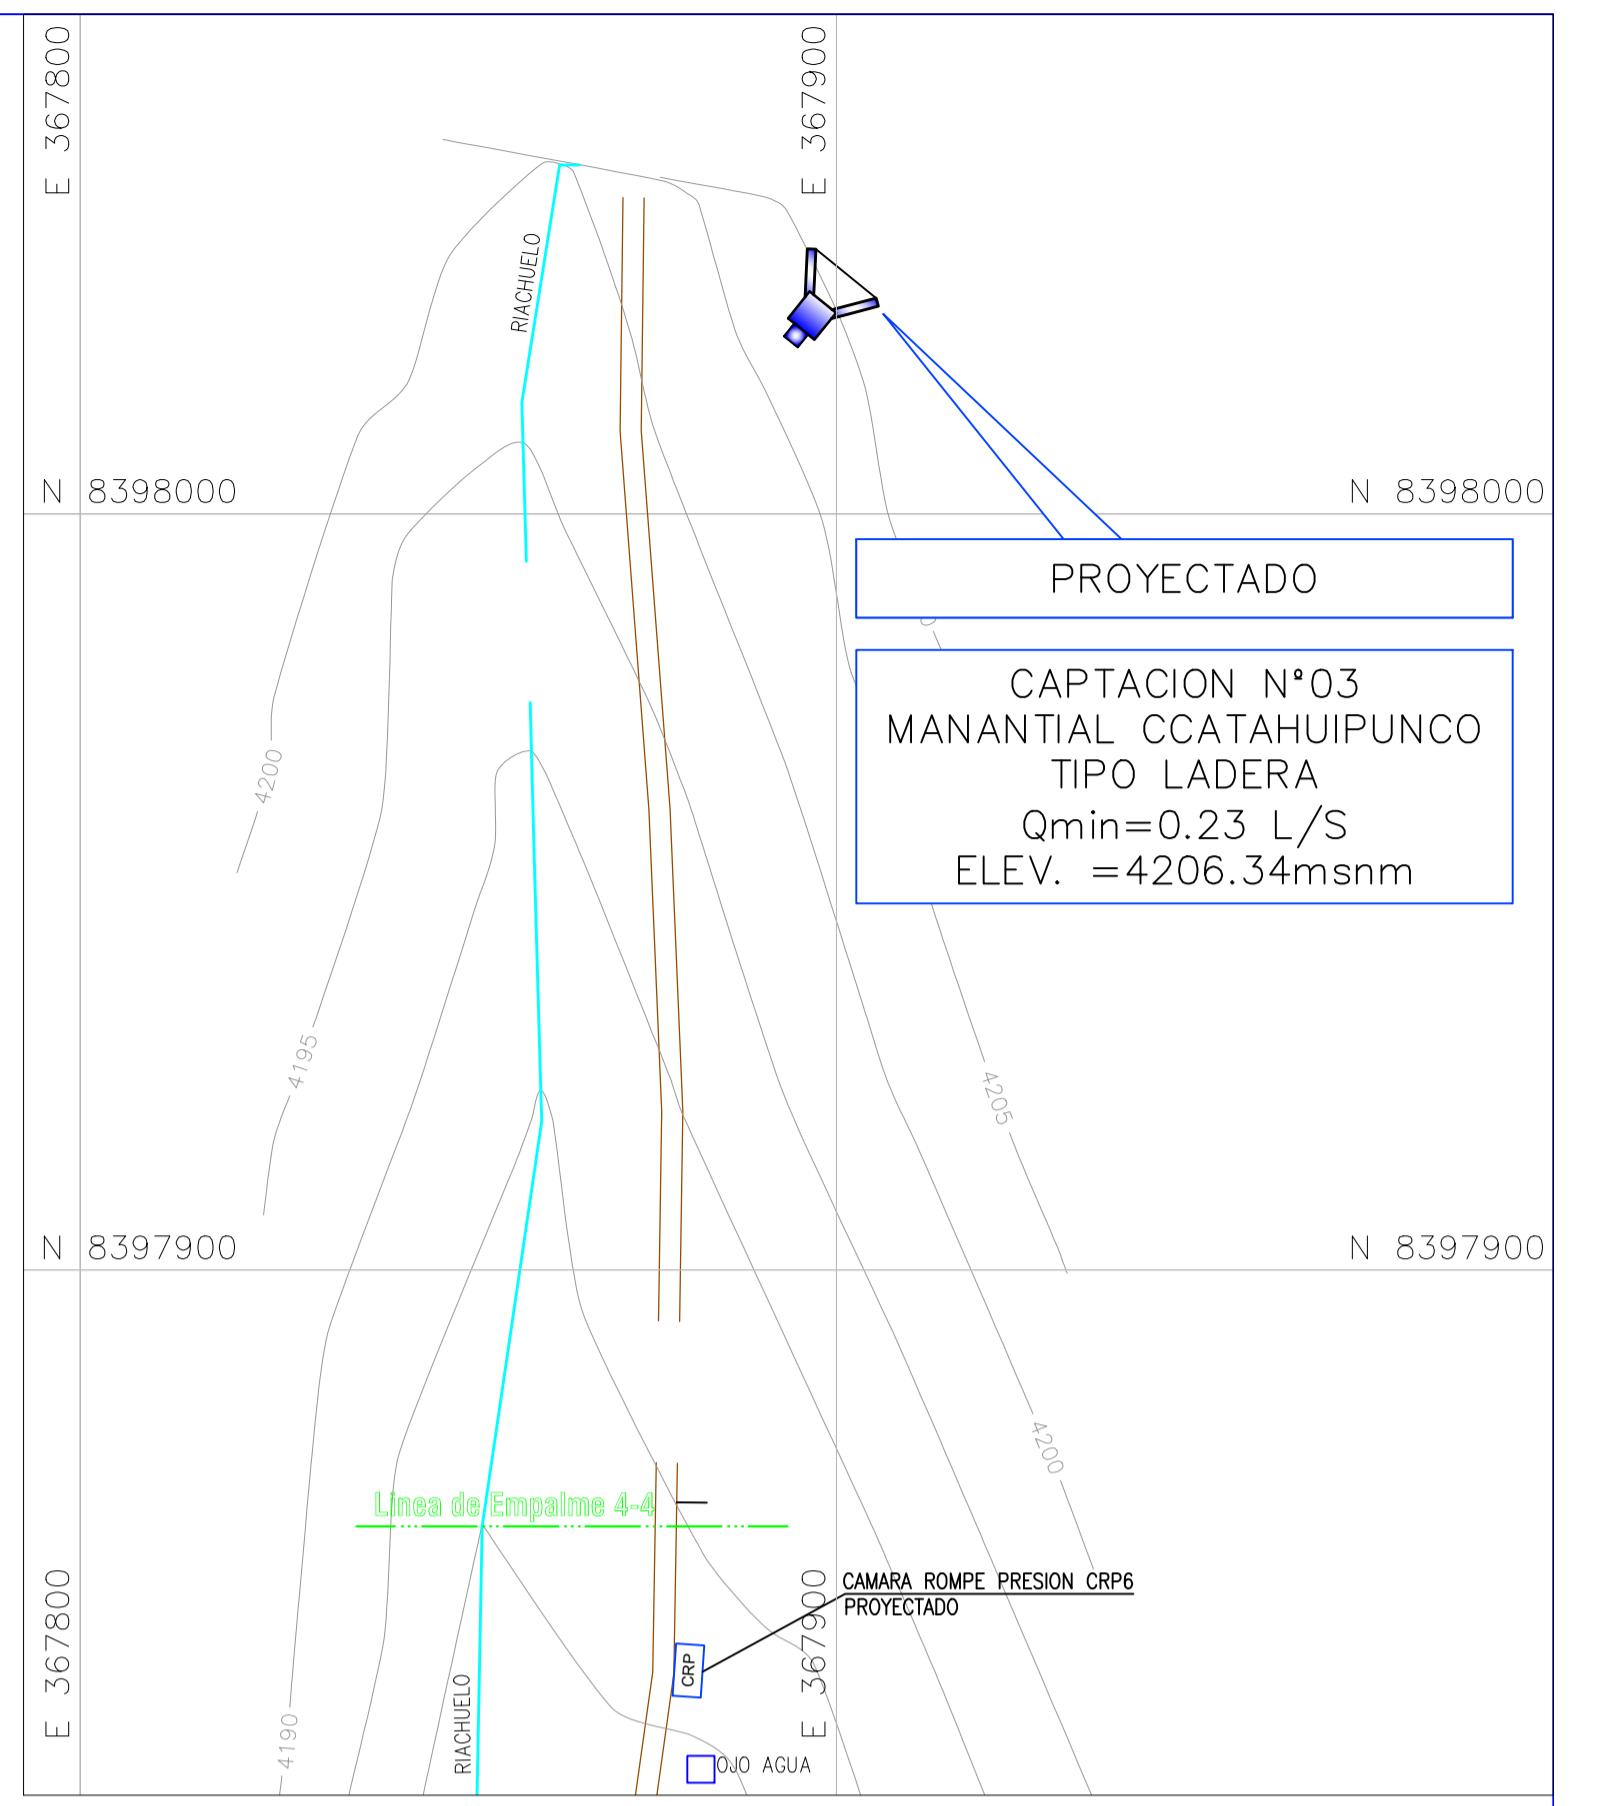 E 367800
E 367900
RIACHUELO
N 8398000
N 8398000
PROYECTADO
0
CAPTACION Nº03
MANANTIAL CCATAHUIPUNCO
TIPO LADERA
Qmin=0.23 L/S
ELEV. =4206.34msnm
4200
4195
4205
N 8397900
N 8397900
4200
Linea de Empalme 4-4
CAMARA ROMPE PRESION CRP6
PROYECTADO
E 367800
E 367900
CRP
RIACHUELO
4190
OJO AGUA